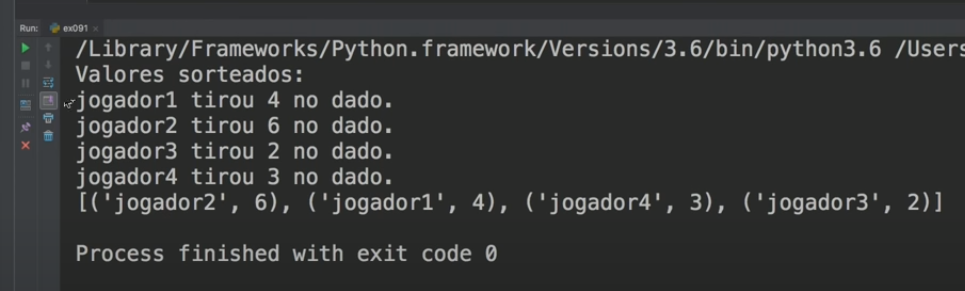 Run: ex091
/Library/Frameworks/Python.framework/Versions/3.6/bin/python3.6 /Users
Valores sorteados:
jogador1 tirou 4 no dado.
jogador2 tirou 6 no dado.
jogador3 tirou 2 no dado.
jogador4 tirou 3 no dado.
[('jogador2', 6), ('jogador1', 4), ('jogador4', 3), ('jogador3', 2)]
Process finished with exit code 0